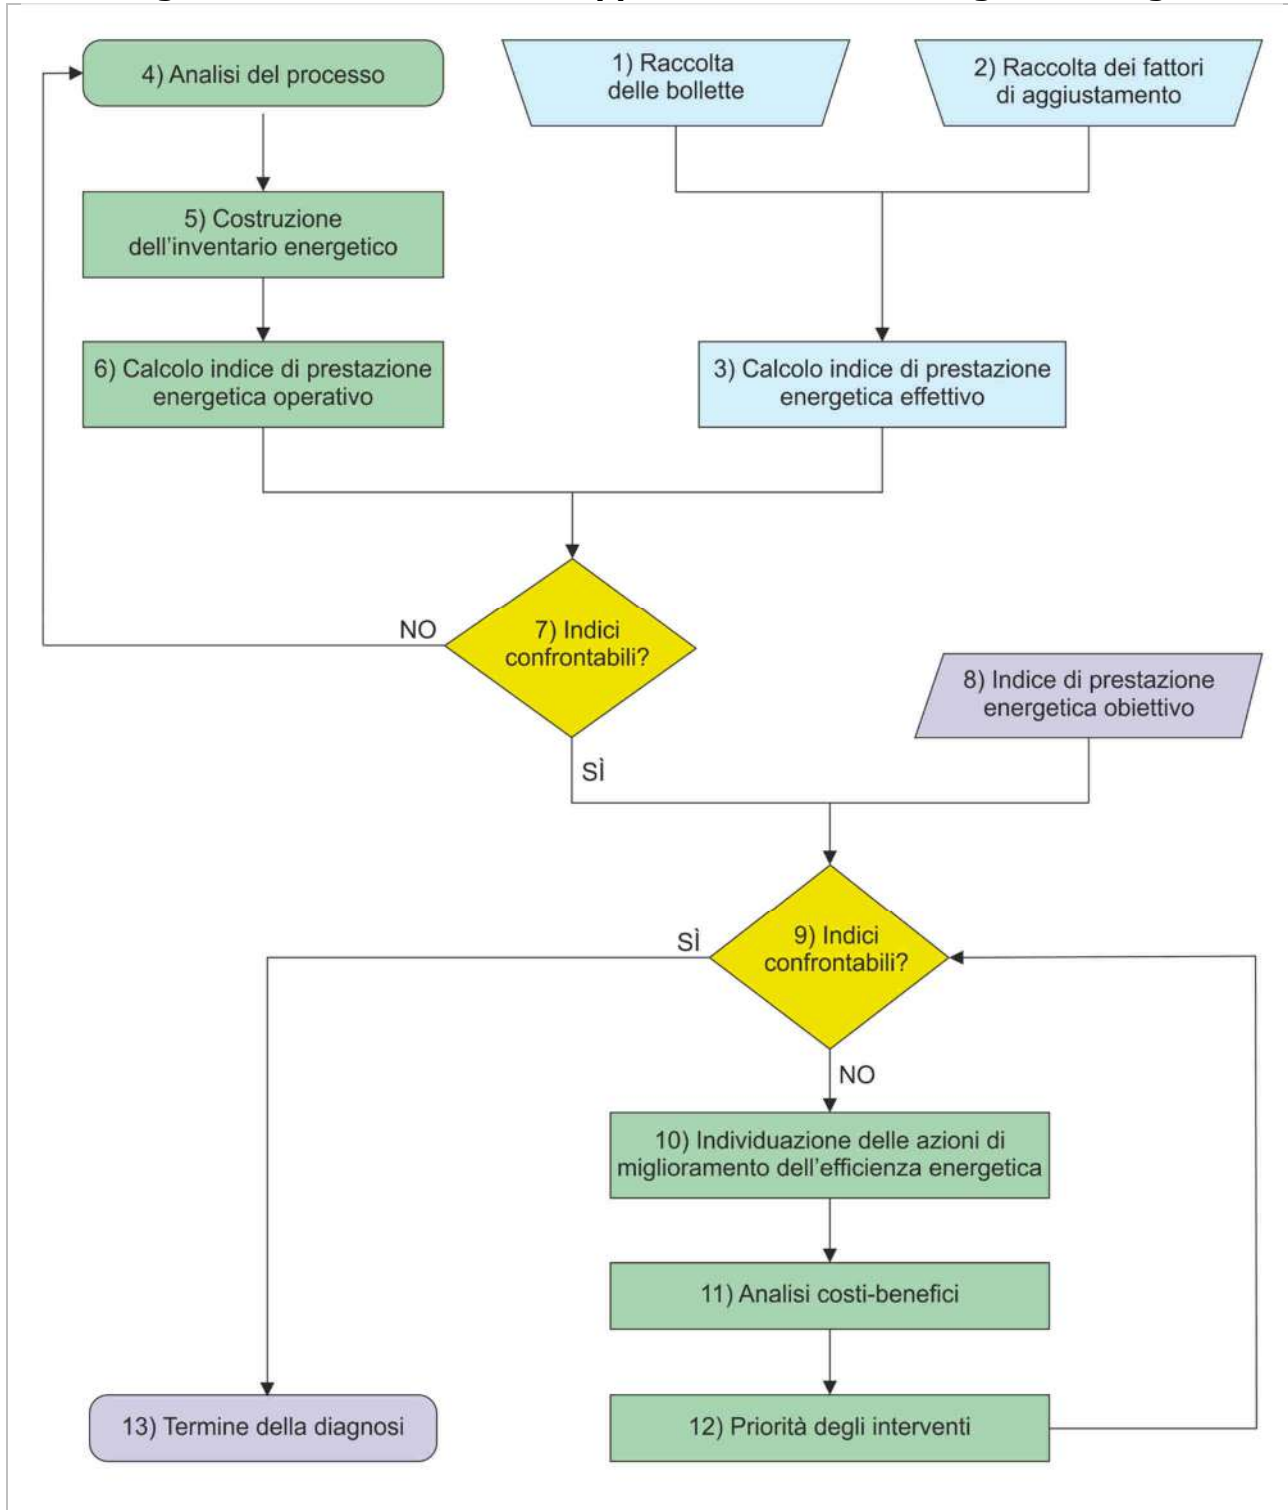 4) Analisi del processo
1) Raccolta
delle bollette
2) Raccolta dei fattori
di aggiustamento
5) Costruzione
dell'inventario energetico
6) Calcolo indice di prestazione
energetica operativo
3) Calcolo indice di prestazione
energetica effettivo
7) Indici
confrontabili?
NO
SÌ
8) Indice di prestazione
energetica obiettivo
9) Indici
confrontabili?
SÌ
NO
10) Individuazione delle azioni di
miglioramento dell'efficienza energetica
11) Analisi costi-benefici
12) Priorità degli interventi
13) Termine della diagnosi